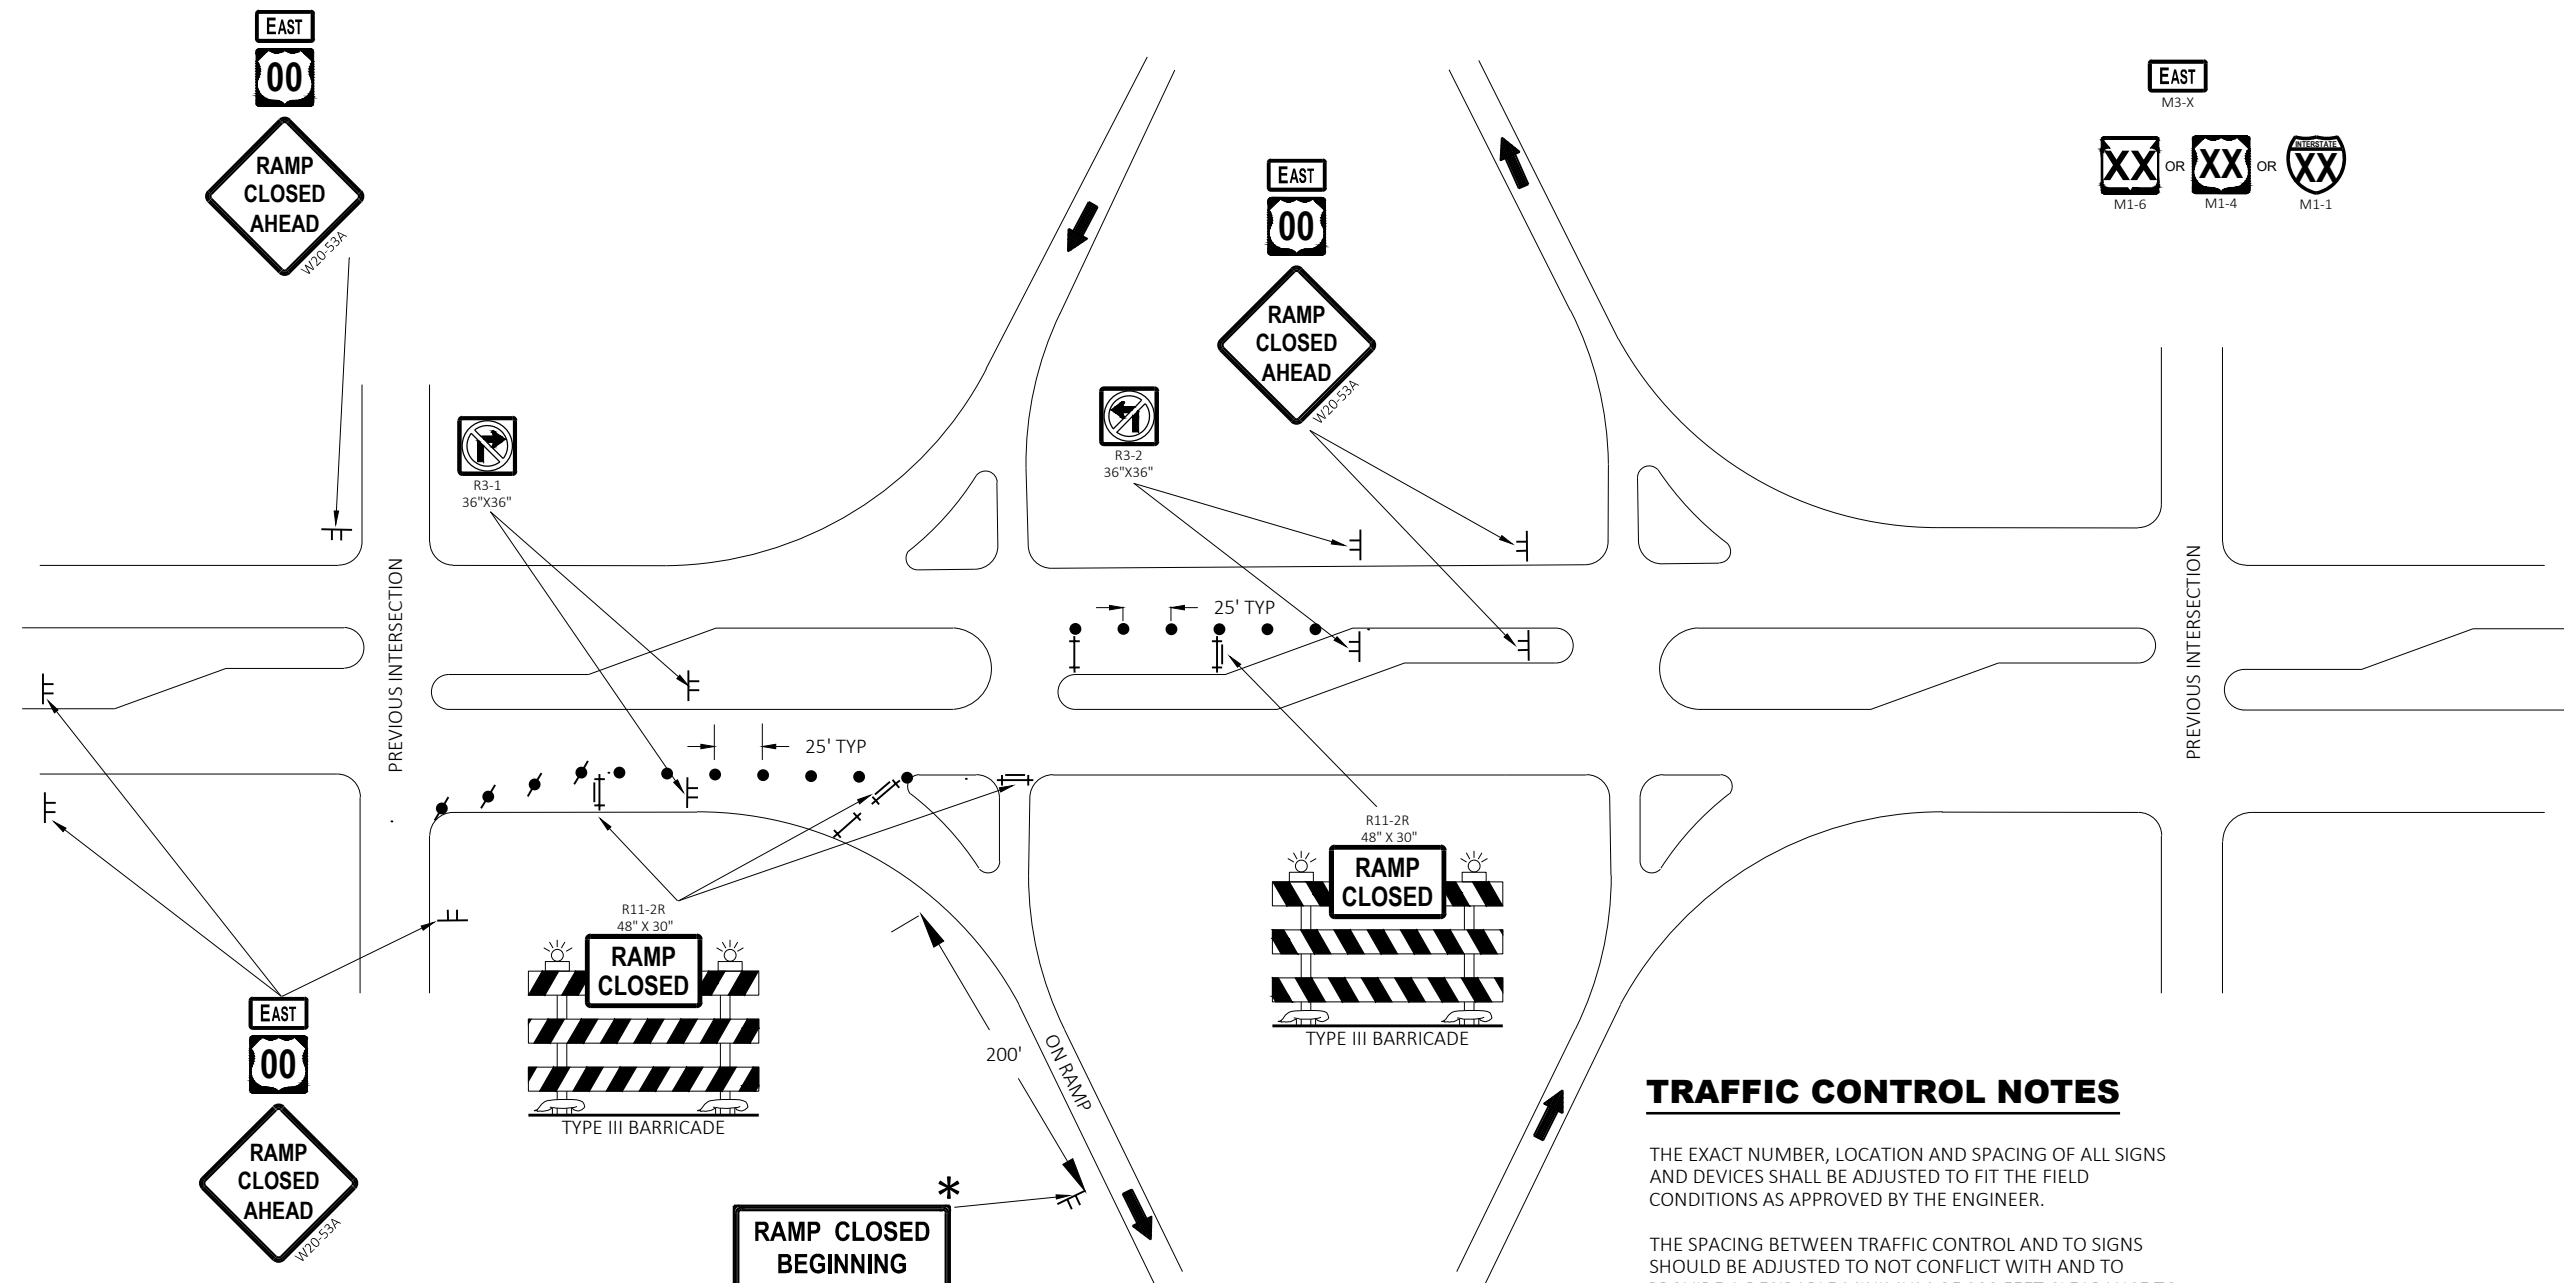 EAST
00
RAMP
CLOSED
AHEAD
W20-53A
EAST
00
RAMP
CLOSED
AHEAD
W20-53A
EAST
M3-X
XX OR XX OR INTERSTATE XX
M1-6
M1-4
M1-1
R3-1
36"X36"
R3-2
36"X36"
PREVIOUS INTERSECTION
25' TYP
PREVIOUS INTERSECTION
25' TYP
R11-2R
48" X 30"
RAMP
CLOSED
TYPE III BARRICADE
R11-2R
48" X 30"
RAMP
CLOSED
TYPE III BARRICADE
EAST
00
RAMP
CLOSED
AHEAD
W20-53A
200'
ON RAMP
*
RAMP CLOSED
BEGINNING
TRAFFIC CONTROL NOTES
THE EXACT NUMBER, LOCATION AND SPACING OF ALL SIGNS
AND DEVICES SHALL BE ADJUSTED TO FIT THE FIELD
CONDITIONS AS APPROVED BY THE ENGINEER.
THE SPACING BETWEEN TRAFFIC CONTROL AND TO SIGNS
SHOULD BE ADJUSTED TO NOT CONFLICT WITH AND TO